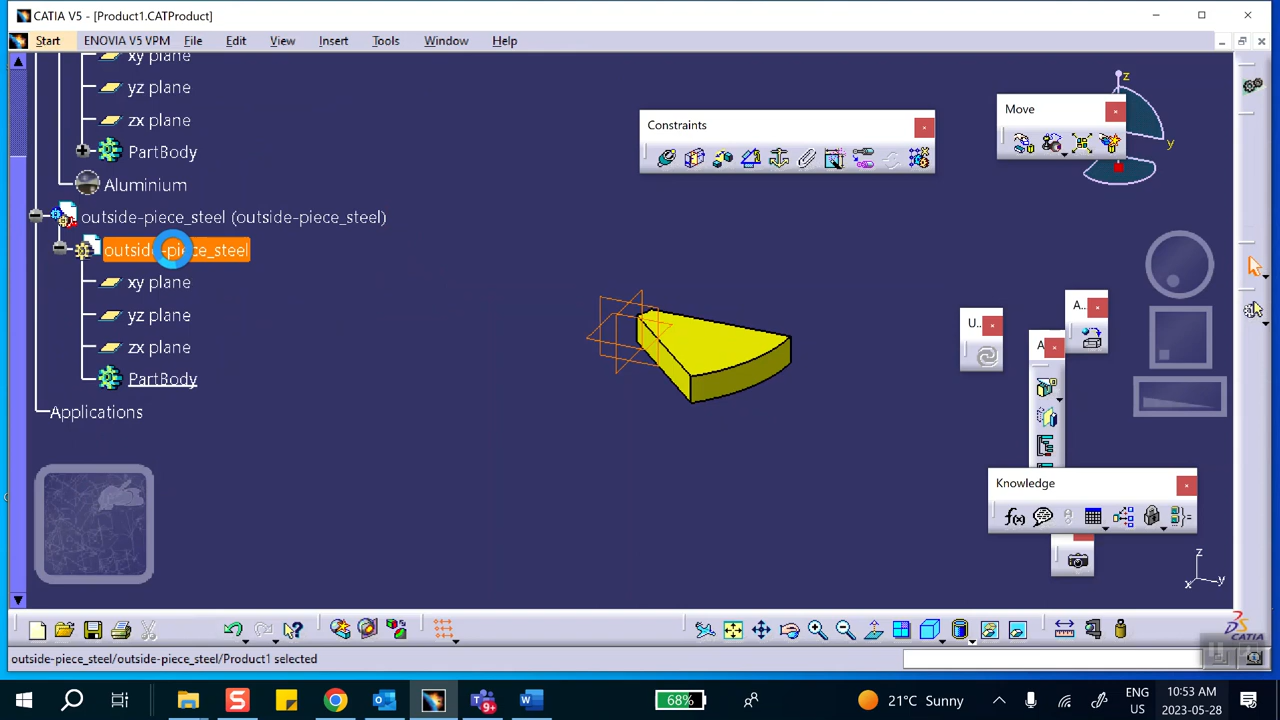 CATIA V5 - [Product1.CATProduct]
Start ENOVIA V5 VPM File Edit View Insert Tools Window Help
xy plane
yz plane
zx plane
PartBody
Aluminium
outside-piece_steel (outside-piece_steel)
outside-piece_steel
xy plane
yz plane
zx plane
PartBody
Applications
Constraints
Move
z
y
U..
A..
A
Knowledge
f(x)
z
x
y
CATIA
outside-piece_steel/outside-piece_steel/Product1 selected
68%
9+
21°C Sunny
ENG
US
10:53 AM
2023-05-28